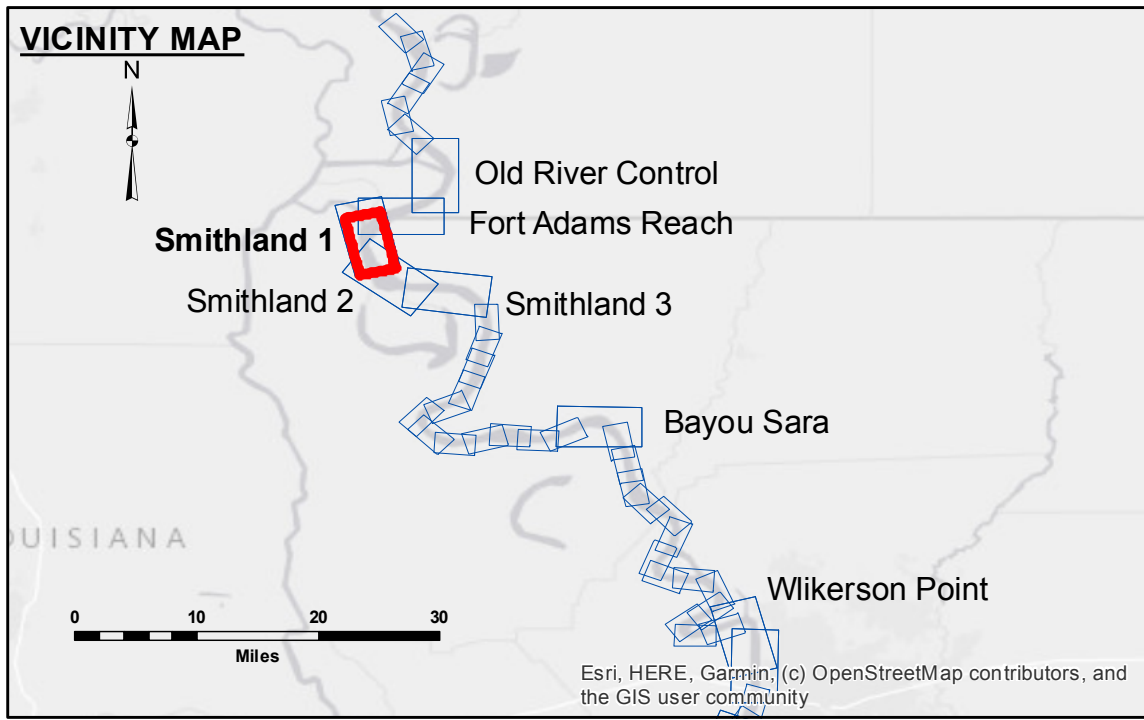 VICINITY MAP
N
Old River Control
Fort Adams Reach
Smithland 1
Smithland 2
Smithland 3
Bayou Sara
OUISIANA
Wlikerson Point
0 10 20 30
Miles
Esri, HERE, Garmin, (c) OpenStreetMap contributors, and
the GIS user community